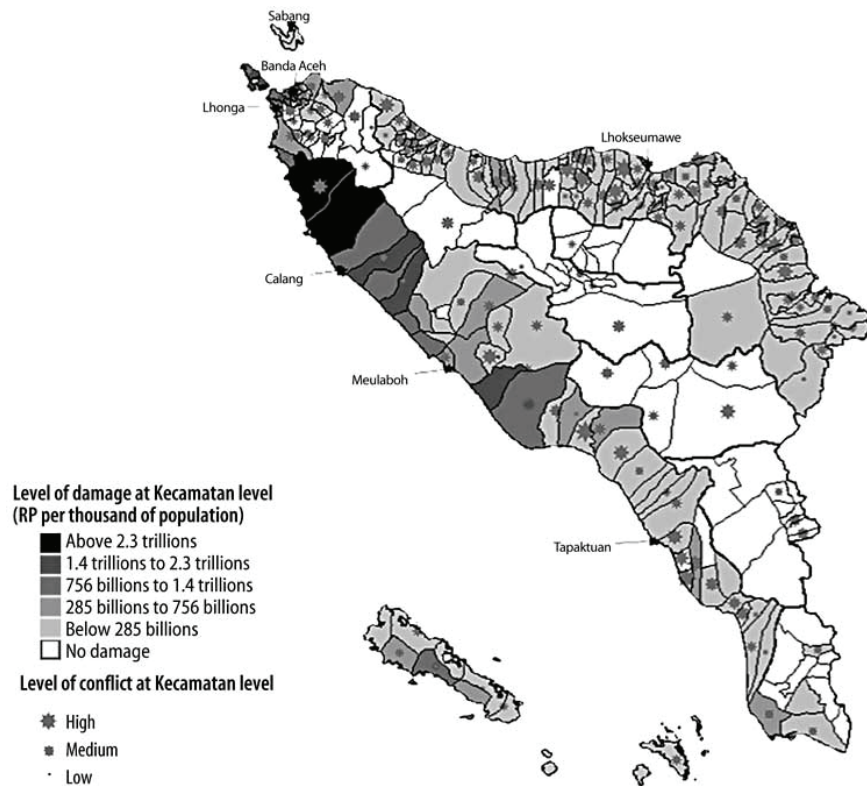 Sabang
Banda Aceh
Lhonga
Lhokseumawe
Calang
Meulaboh
Tapaktuan
Level of damage at Kecamatan level
(RP per thousand of population)
Above 2.3 trillions
1.4 trillions to 2.3 trillions
756 billions to 1.4 trillions
285 billions to 756 billions
Below 285 billions
No damage
Level of conflict at Kecamatan level
High
Medium
Low